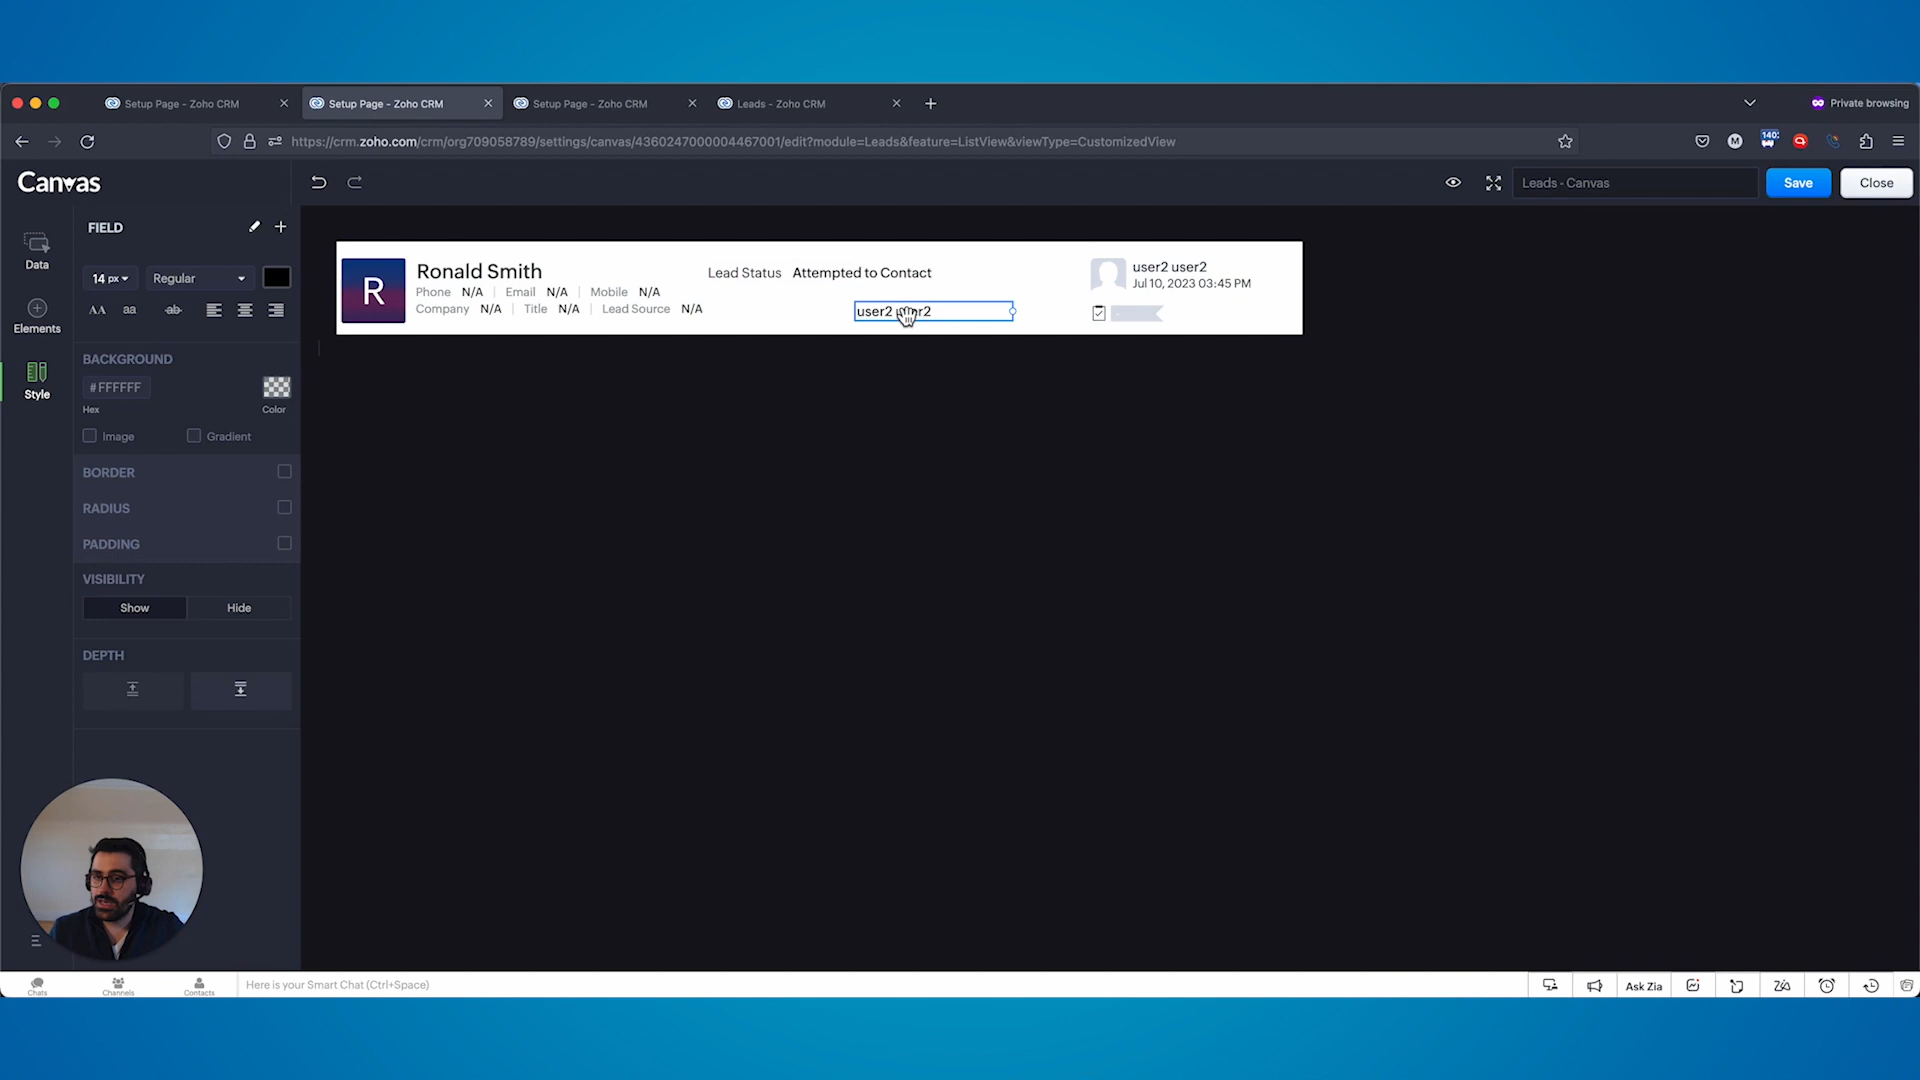 Setup Page - Zoho CRM
Setup Page - Zoho CRM
Setup Page - Zoho CRM
Leads - Zoho CRM
Private browsing
https://crm.zoho.com/crm/org709058789/settings/canvas/4360247000004467001/edit?module=Leads&feature=ListView&viewType=CustomizedView
140
M
Canvas
Leads - Canvas
Save
Close
Data
Elements
Style
FIELD
14 px
Regular
AA
aa
ab
BACKGROUND
#FFFFFF
Hex
Color
Image
Gradient
BORDER
RADIUS
PADDING
VISIBILITY
Show
Hide
DEPTH
R
Ronald Smith
Phone N/A Email N/A Mobile N/A
Company N/A Title N/A Lead Source N/A
Lead Status Attempted to Contact
user2 user2
user2 user2
Jul 10, 2023 03:45 PM
Chats
Channels
Contacts
Here is your Smart Chat (Ctrl+Space)
Ask Zia